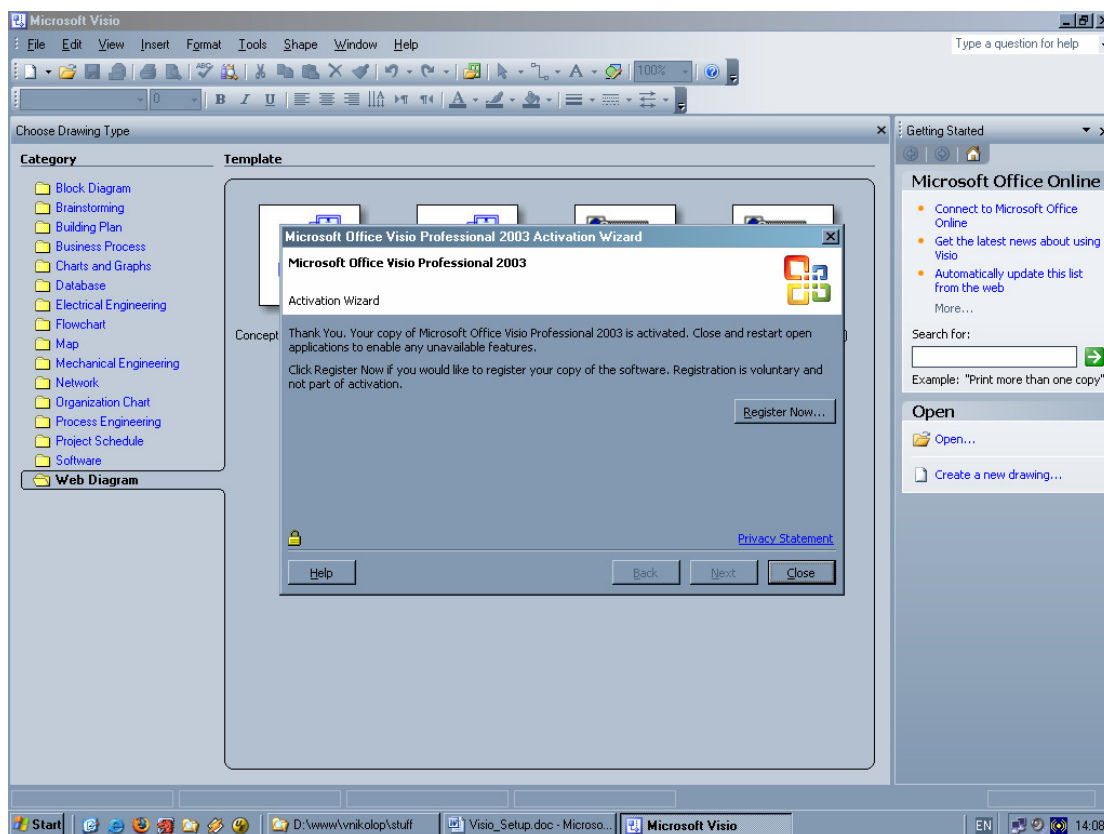 Microsoft Visio
File Edit View Insert Format Tools Shape Window Help
Type a question for help
100%
0 B I U A
Choose Drawing Type
Getting Started
Category
Template
Block Diagram
Brainstorming
Building Plan
Business Process
Charts and Graphs
Database
Electrical Engineering
Flowchart
Map
Mechanical Engineering
Network
Organization Chart
Process Engineering
Project Schedule
Software
Web Diagram
Concept
Microsoft Office Visio Professional 2003 Activation Wizard
Microsoft Office Visio Professional 2003
Activation Wizard
Thank You. Your copy of Microsoft Office Visio Professional 2003 is activated. Close and restart open
applications to enable any unavailable features.
Click Register Now if you would like to register your copy of the software. Registration is voluntary and
not part of activation.
Register Now...
Privacy Statement
Help Back Next Close
Microsoft Office Online
Connect to Microsoft Office
Online
Get the latest news about using
Visio
Automatically update this list
from the web
More...
Search for:
Example: "Print more than one copy"
Open
Open...
Create a new drawing...
Start D:\www\vnikolop\stuff Visio_Setup.doc - Microso... Microsoft Visio EN 14:08